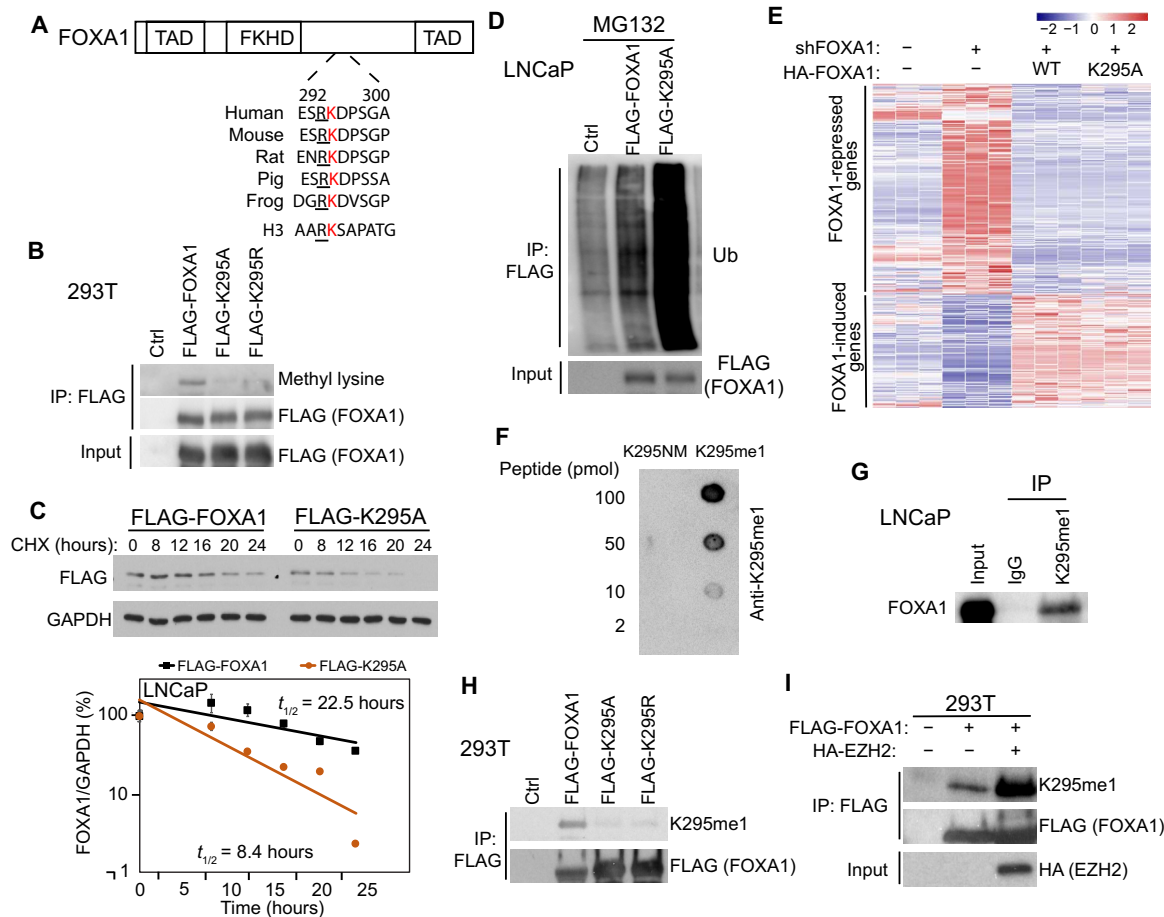 A
FOXA1
TAD
FKHD
TAD
292
300
Human ESRKDPSGA
Mouse ESRKDPSGP
Rat ENRKDPSGP
Pig ESRKDPSSA
Frog DGRKDVSGP
H3 AARKSAPATG
B
293T
Ctrl
FLAG-FOXA1
FLAG-K295A
FLAG-K295R
IP: FLAG
Methyl lysine
FLAG (FOXA1)
Input
FLAG (FOXA1)
C
FLAG-FOXA1 FLAG-K295A
CHX (hours): 0 8 12 16 20 24 0 8 12 16 20 24
FLAG
GAPDH
FLAG-FOXA1 FLAG-K295A
LNCaP
t1/2 = 22.5 hours
t1/2 = 8.4 hours
FOXA1/GAPDH (%)
100
10
1
0 5 10 15 20 25
Time (hours)
D
MG132
LNCaP
Ctrl
FLAG-FOXA1
FLAG-K295A
IP:
FLAG
Ub
Input
FLAG
(FOXA1)
E
−2 −1 0 1 2
shFOXA1: − + + +
HA-FOXA1: − − WT K295A
FOXA1-repressed
genes
FOXA1-induced
genes
F
K295NM K295me1
Peptide (pmol)
100
50
10
2
Anti-K295me1
G
IP
LNCaP
Input
IgG
K295me1
FOXA1
H
293T
Ctrl
FLAG-FOXA1
FLAG-K295A
FLAG-K295R
IP:
FLAG
K295me1
FLAG (FOXA1)
I
293T
FLAG-FOXA1: − + +
HA-EZH2: − − +
IP: FLAG
K295me1
FLAG (FOXA1)
Input
HA (EZH2)